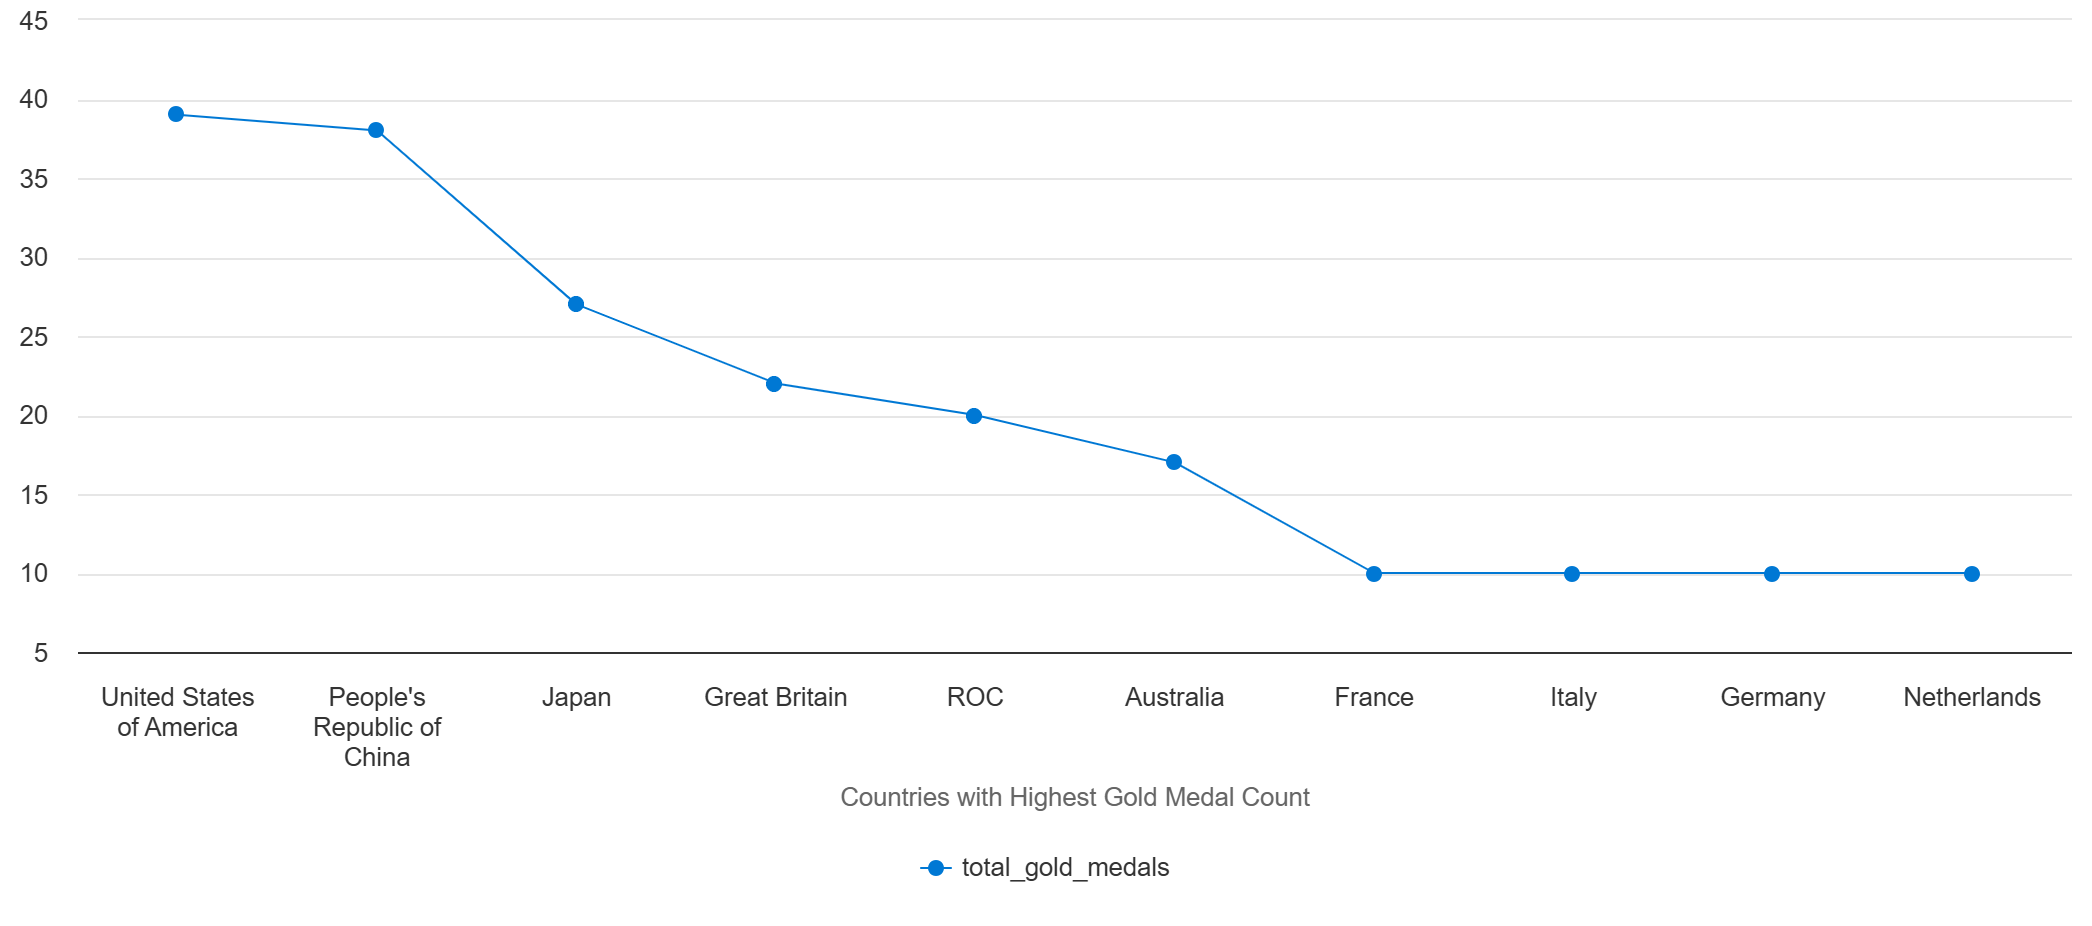 45
40
35
30
25
20
15
10
5
United States
of America
People's
Republic of
China
Japan
Great Britain
ROC
Australia
France
Italy
Germany
Netherlands
Countries with Highest Gold Medal Count
total_gold_medals